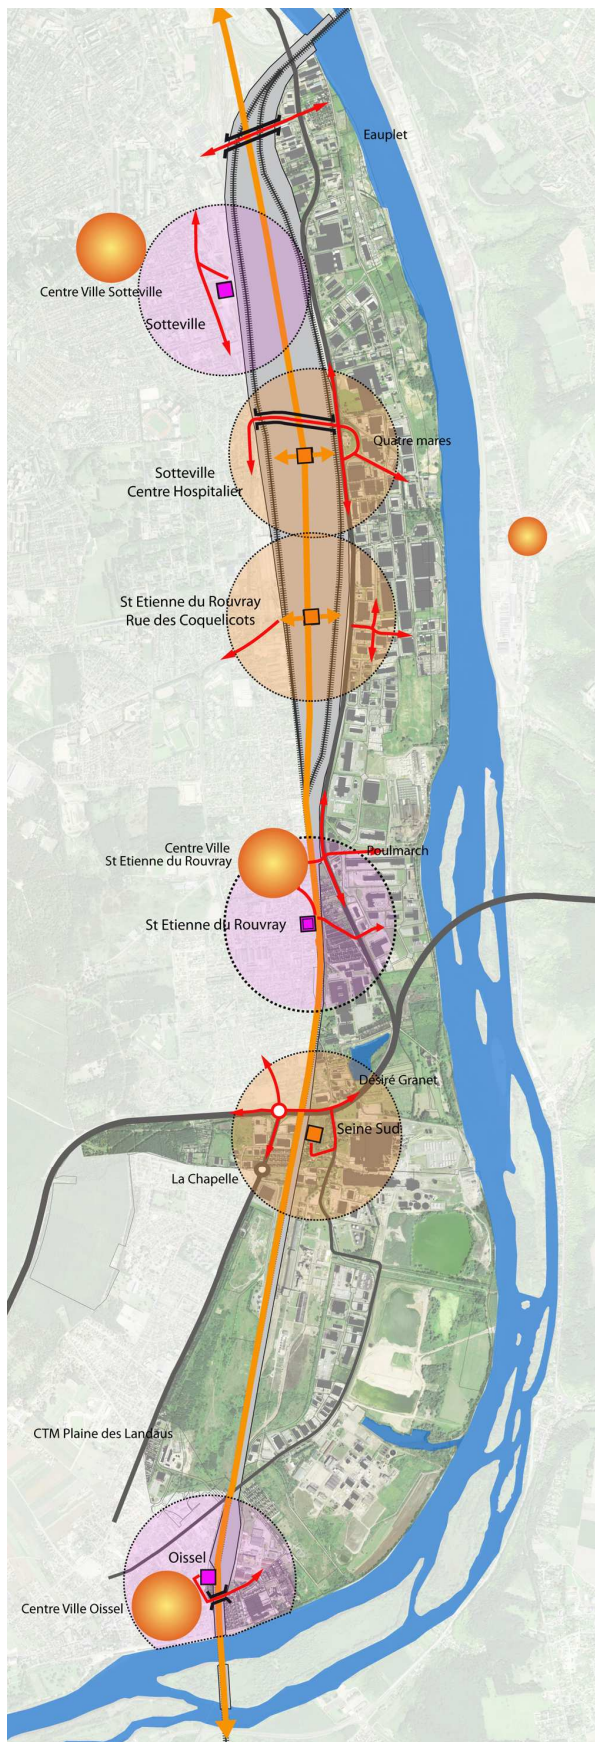 Eauplet
Centre Ville Sotteville
Sotteville
Quatre mares
Sotteville
Centre Hospitalier
St Etienne du Rouvray
Rue des Coquelicots
Centre Ville
St Etienne du Rouvray
Poulmarch
St Etienne du Rouvray
Désiré Granet
Seine Sud
La Chapelle
CTM Plaine des Landaus
Oissel
Centre Ville Oissel